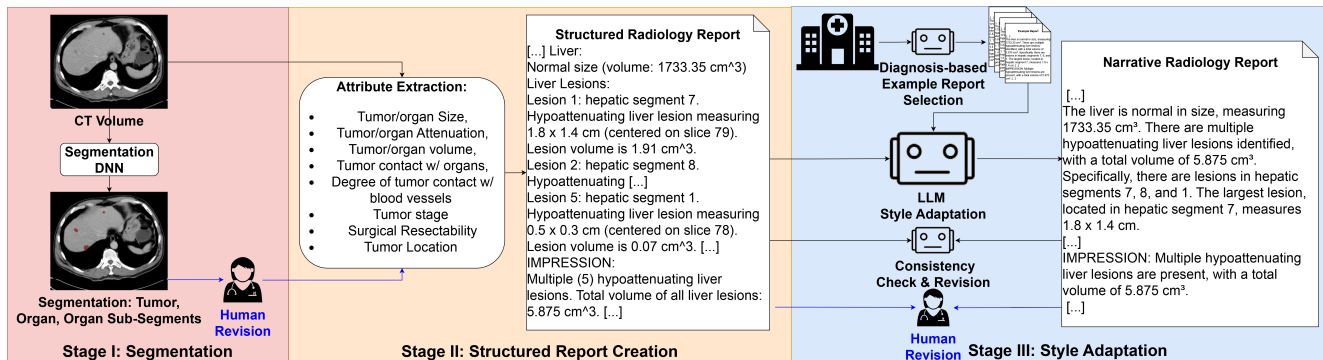 CT Volume
Segmentation
DNN
Segmentation: Tumor,
Organ, Organ Sub-Segments
Human
Revision
Stage I: Segmentation
Attribute Extraction:
• Tumor/organ Size,
• Tumor/organ Attenuation,
• Tumor/organ volume,
• Tumor contact w/ organs,
• Degree of tumor contact w/
blood vessels
• Tumor stage
• Surgical Resectability
• Tumor Location
Structured Radiology Report
[...] Liver:
Normal size (volume: 1733.35 cm^3)
Liver Lesions:
Lesion 1: hepatic segment 7.
Hypoattenuating liver lesion measuring
1.8 x 1.4 cm (centered on slice 79).
Lesion volume is 1.91 cm^3.
Lesion 2: hepatic segment 8.
Hypoattenuating [...]
Lesion 5: hepatic segment 1.
Hypoattenuating liver lesion measuring
0.5 x 0.3 cm (centered on slice 78).
Lesion volume is 0.07 cm^3. [...]
IMPRESSION:
Multiple (5) hypoattenuating liver
lesions. Total volume of all liver lesions:
5.875 cm^3. [...]
Stage II: Structured Report Creation
Diagnosis-based
Example Report
Selection
Example Report
LLM
Style Adaptation
Consistency
Check & Revision
Human
Revision
Narrative Radiology Report
[...]
The liver is normal in size, measuring
1733.35 cm³. There are multiple
hypoattenuating liver lesions identified,
with a total volume of 5.875 cm³.
Specifically, there are lesions in hepatic
segments 7, 8, and 1. The largest lesion,
located in hepatic segment 7, measures
1.8 x 1.4 cm.
[...]
IMPRESSION: Multiple hypoattenuating
liver lesions are present, with a total
volume of 5.875 cm³.
[...]
Stage III: Style Adaptation